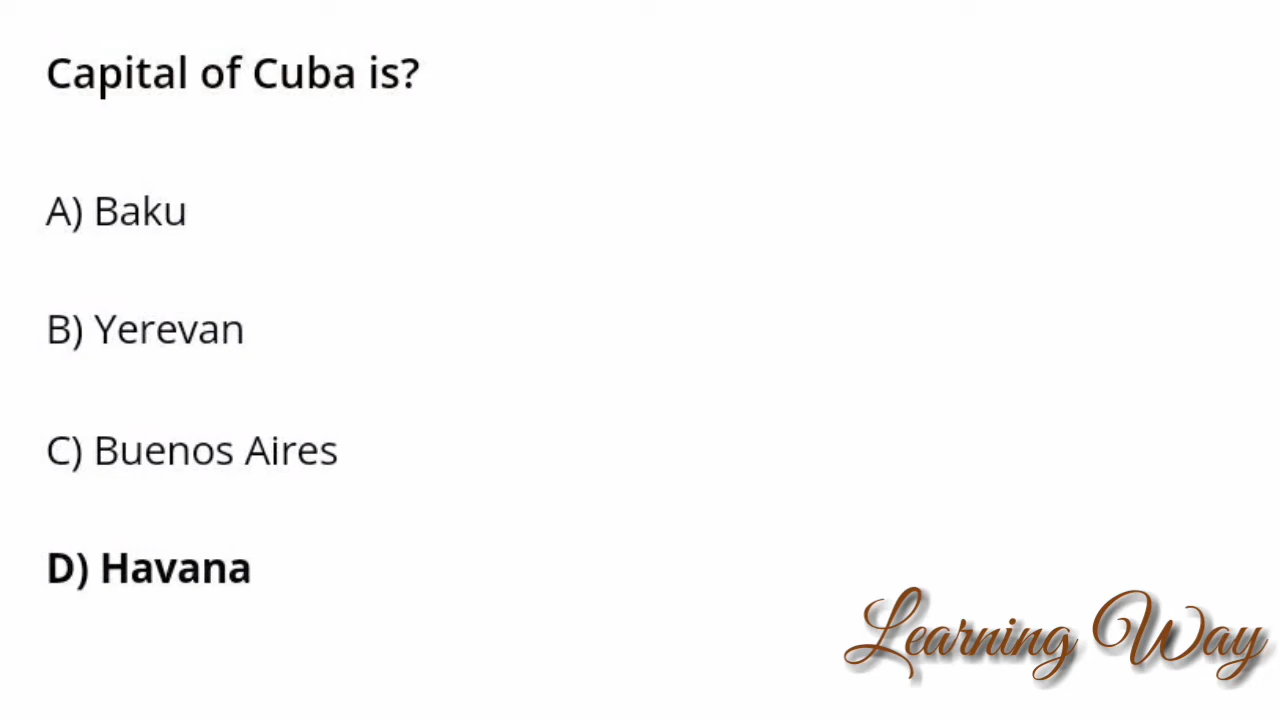 Capital of Cuba is?
A) Baku
B) Yerevan
C) Buenos Aires
D) Havana
Learning Way